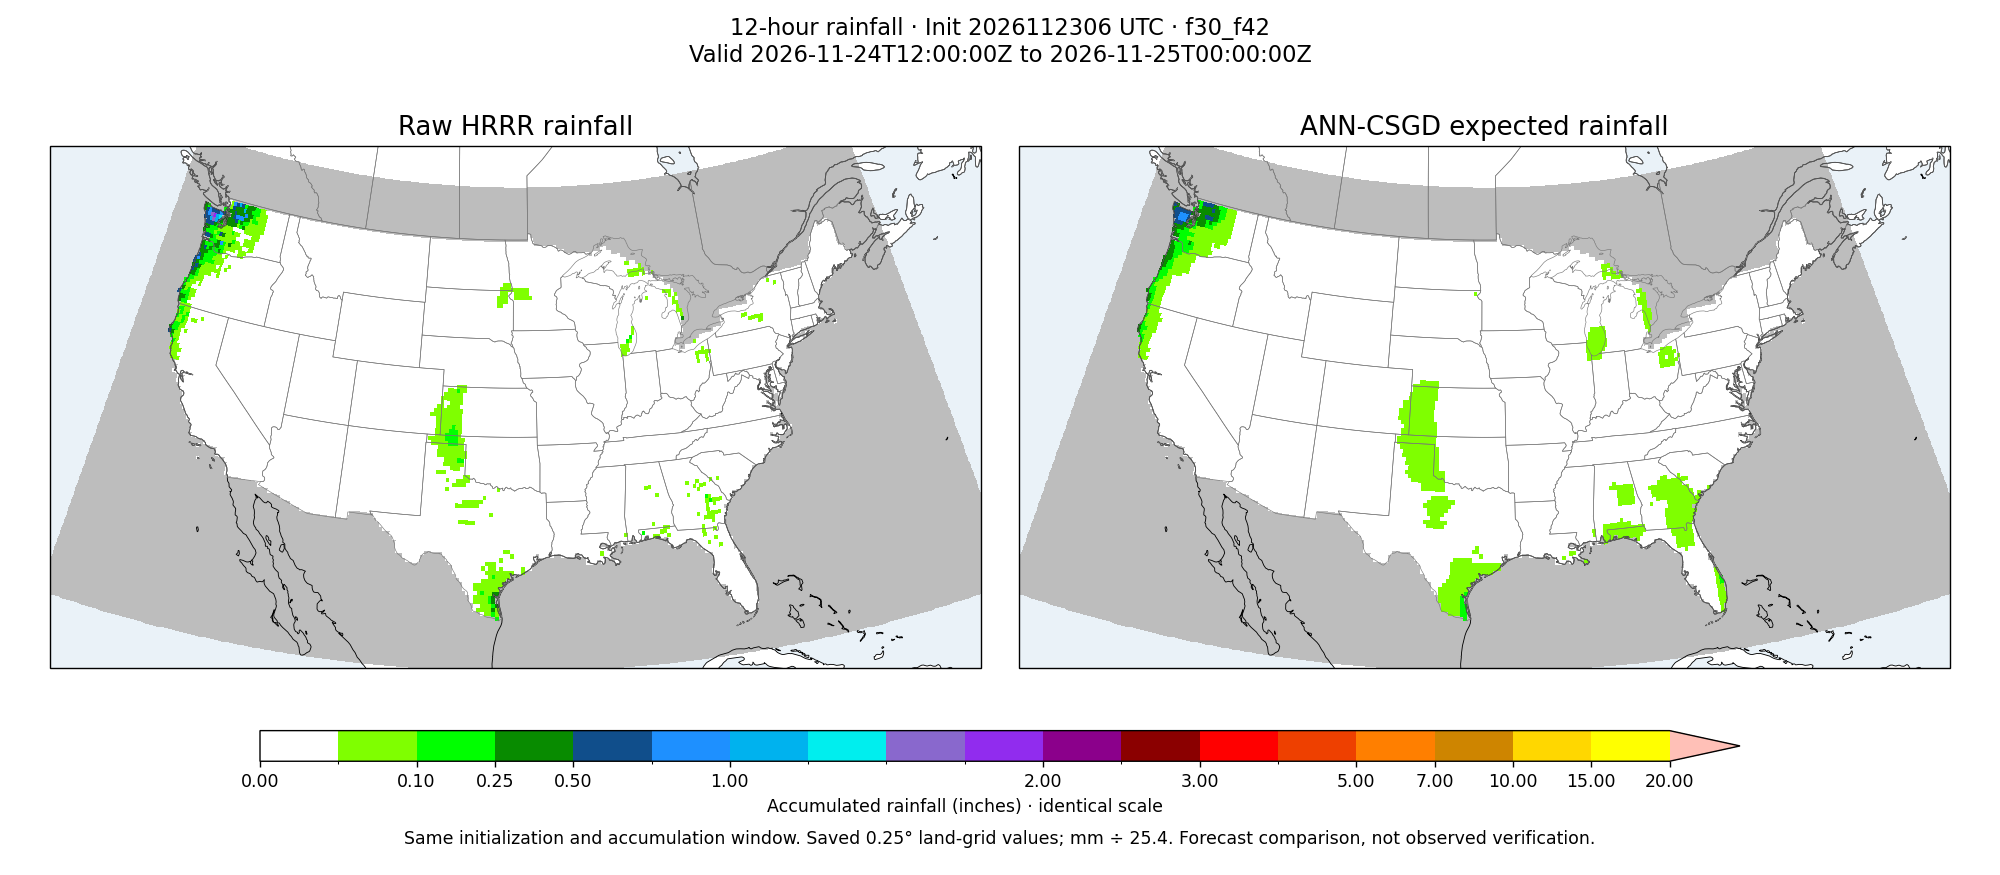 12-hour rainfall · Init 2026112306 UTC · f30_f42
Valid 2026-11-24T12:00:00Z to 2026-11-25T00:00:00Z
Raw HRRR rainfall
ANN-CSGD expected rainfall
0.00 0.10 0.25 0.50 1.00 2.00 3.00 5.00 7.00 10.00 15.00 20.00
Accumulated rainfall (inches) · identical scale
Same initialization and accumulation window. Saved 0.25° land-grid values; mm ÷ 25.4. Forecast comparison, not observed verification.